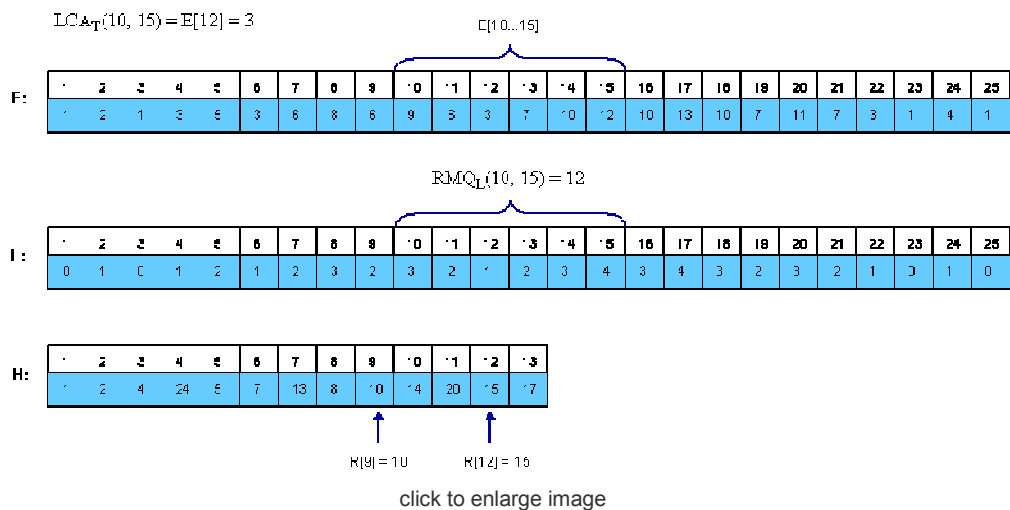 LCA_T(10, 15) = E[12] = 3
E[10...15]
E:
1 2 3 4 5 6 7 8 9 10 11 12 13 14 15 16 17 18 19 20 21 22 23 24 25
1 2 1 3 5 3 6 8 6 9 6 3 7 10 12 10 13 10 7 11 7 3 1 4 1
RMQ_L(10, 15) = 12
L:
1 2 3 4 5 6 7 8 9 10 11 12 13 14 15 16 17 18 19 20 21 22 23 24 25
0 1 0 1 2 1 2 3 2 3 2 1 2 3 4 3 4 3 2 3 2 1 0 1 0
H:
1 2 3 4 5 6 7 8 9 10 11 12 13
1 2 4 24 5 7 13 8 10 14 20 15 17
R[9] = 10 R[12] = 15
click to enlarge image